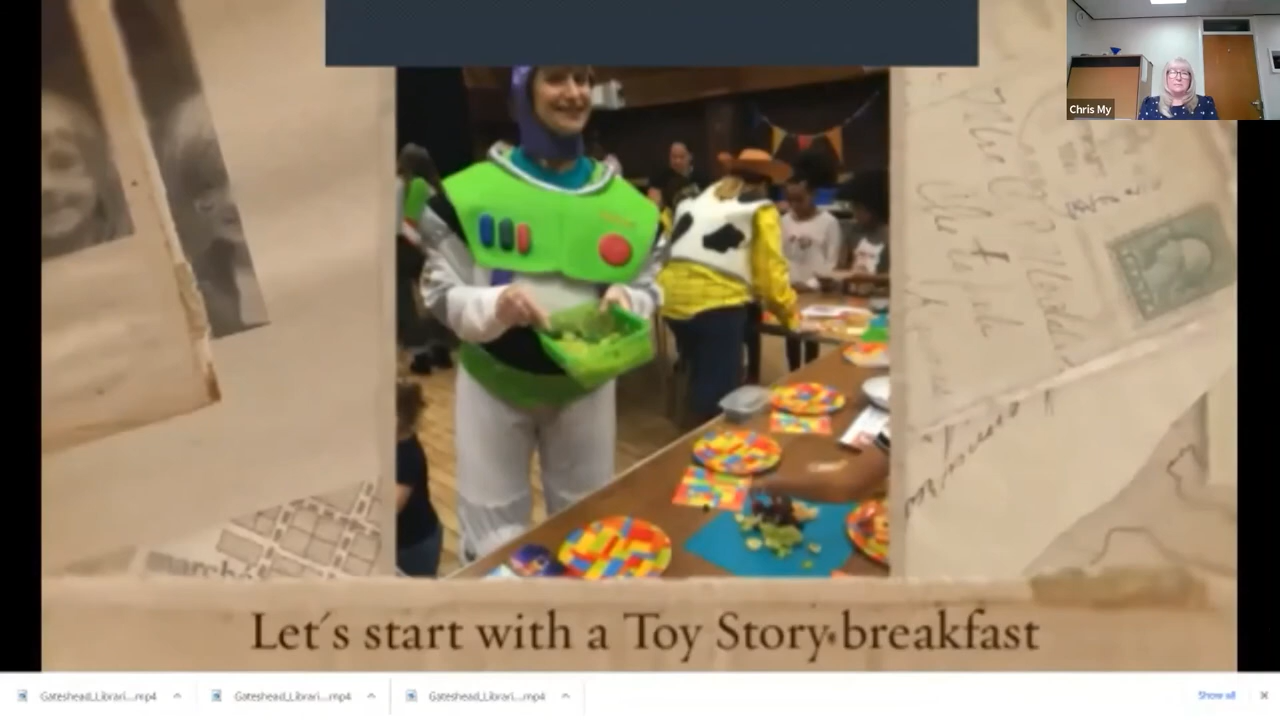 Chris My
Let´s start with a Toy Story breakfast
Gateshead_Librari....mp4
Gateshead_Librari....mp4
Gateshead_Librari....mp4
Show all